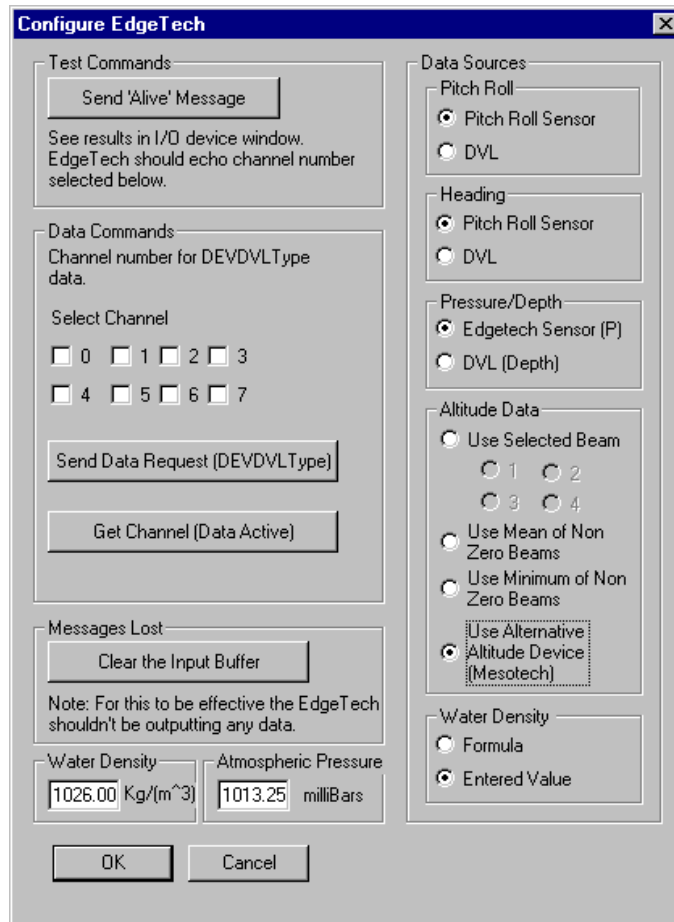 Configure EdgeTech
Test Commands
Send 'Alive' Message
See results in I/O device window.
EdgeTech should echo channel number
selected below.
Data Commands
Channel number for DEVDVLType
data.
Select Channel
0 1 2 3
4 5 6 7
Send Data Request (DEVDVLType)
Get Channel (Data Active)
Messages Lost
Clear the Input Buffer
Note: For this to be effective the EdgeTech
shouldn't be outputting any data.
Water Density
1026.00 Kg/(m^3)
Atmospheric Pressure
1013.25 milliBars
OK Cancel
Data Sources
Pitch Roll
Pitch Roll Sensor
DVL
Heading
Pitch Roll Sensor
DVL
Pressure/Depth
Edgetech Sensor (P)
DVL (Depth)
Altitude Data
Use Selected Beam
1 2
3 4
Use Mean of Non
Zero Beams
Use Minimum of Non
Zero Beams
Use Alternative
Altitude Device
(Mesotech)
Water Density
Formula
Entered Value